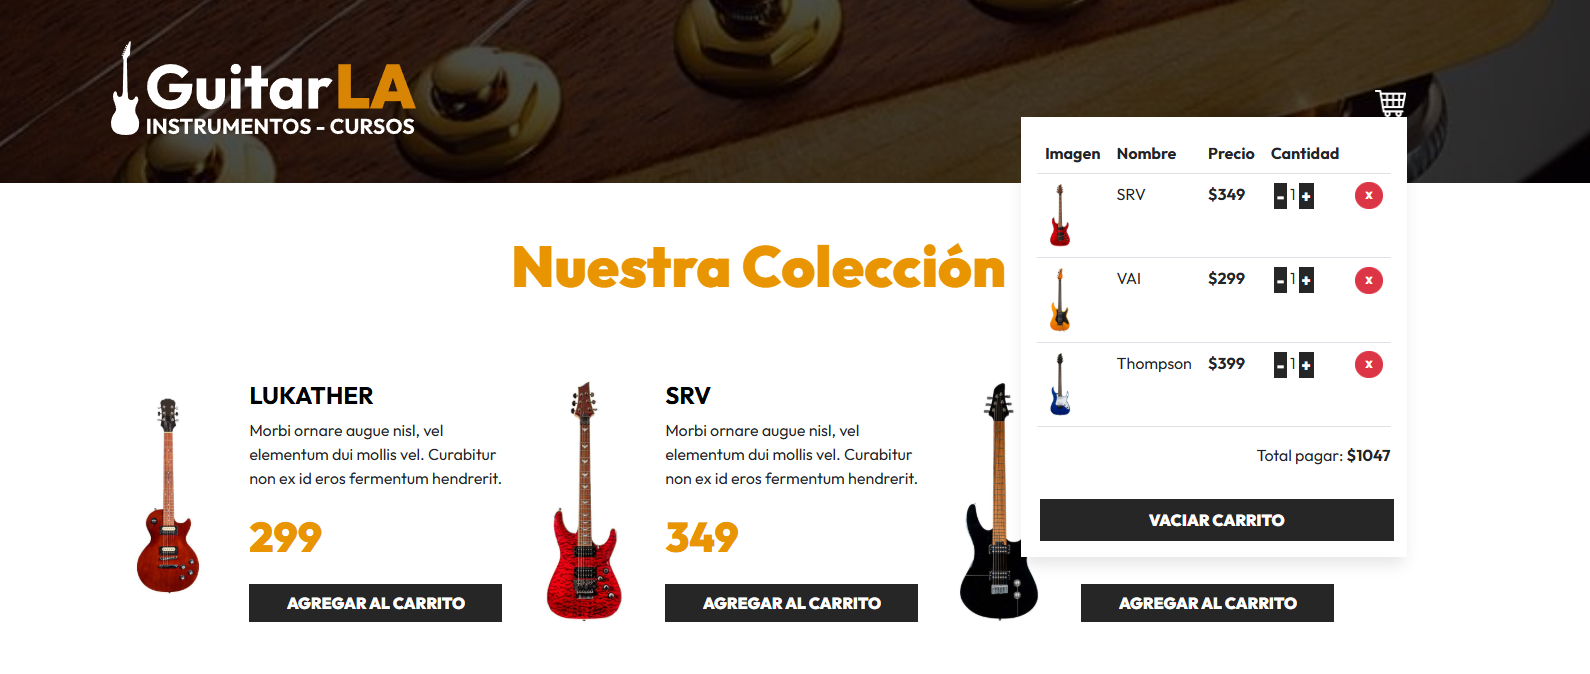 GuitarLA
INSTRUMENTOS - CURSOS
Imagen Nombre Precio Cantidad
SRV $349 - 1 + X
VAI $299 - 1 + X
Thompson $399 - 1 + X
Total pagar: $1047
VACIAR CARRITO
Nuestra Colección
LUKATHER
Morbi ornare augue nisl, vel
elementum dui mollis vel. Curabitur
non ex id eros fermentum hendrerit.
299
AGREGAR AL CARRITO
SRV
Morbi ornare augue nisl, vel
elementum dui mollis vel. Curabitur
non ex id eros fermentum hendrerit.
349
AGREGAR AL CARRITO
AGREGAR AL CARRITO